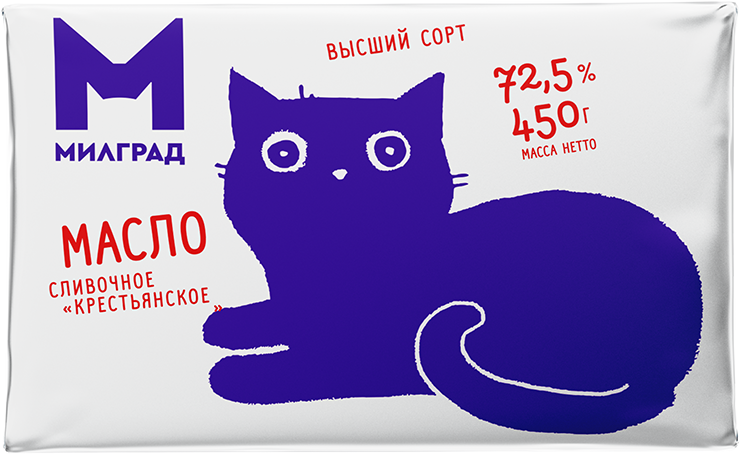 МИЛГРАД
ВЫСШИЙ СОРТ
72,5%
450г
МАССА НЕТТО
МАСЛО
СЛИВОЧНОЕ
«КРЕСТЬЯНСКОЕ»